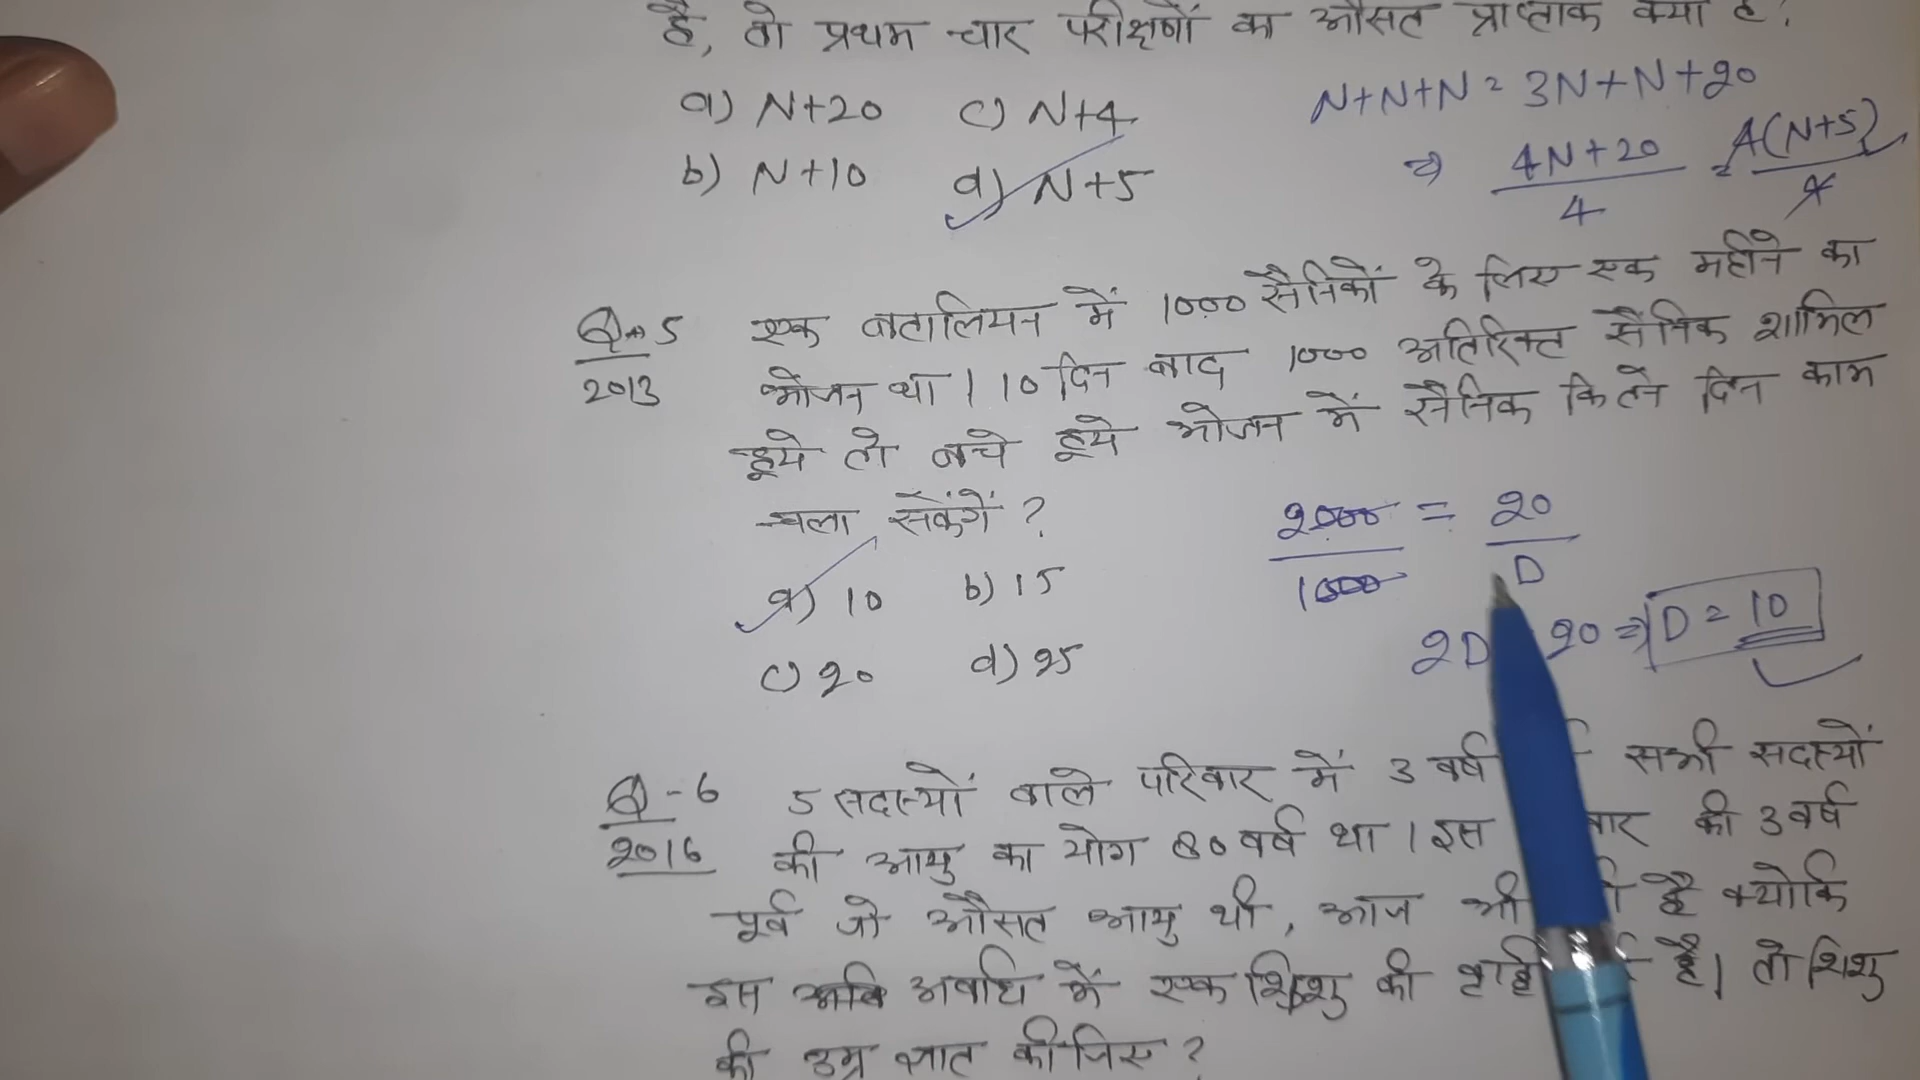 है, तो प्रथम चार परीक्षणों का औसत प्राप्तांक क्या है?
a) N+20 c) N+4
b) N+10 d) N+5
N+N+N = 3N+N+20
⇒ 4N+20 / 4 = 4(N+5) / 4
Q→5 एक बटालियन में 1000 सैनिकों के लिए एक महीने का
2013 भोजन था। 10 दिन बाद 1000 अतिरिक्त सैनिक शामिल
हुये तो बचे हुये भोजन में सैनिक कितने दिन काम
चला सकेंगें ?
a) 10 b) 15
c) 20 d) 25
2000 / 1000 = 20 / D
2D 20 ⇒ D = 10
Q-6 5 सदस्यों वाले परिवार में 3 वर्ष सभी सदस्यों
2016 की आयु का योग 80 वर्ष था। इस की 3 वर्ष
पूर्व जो औसत आयु थी, आज भी है क्योकि
इस अवधि में एक शिशु की है। तो शिशु
की उम्र ज्ञात कीजिए ?